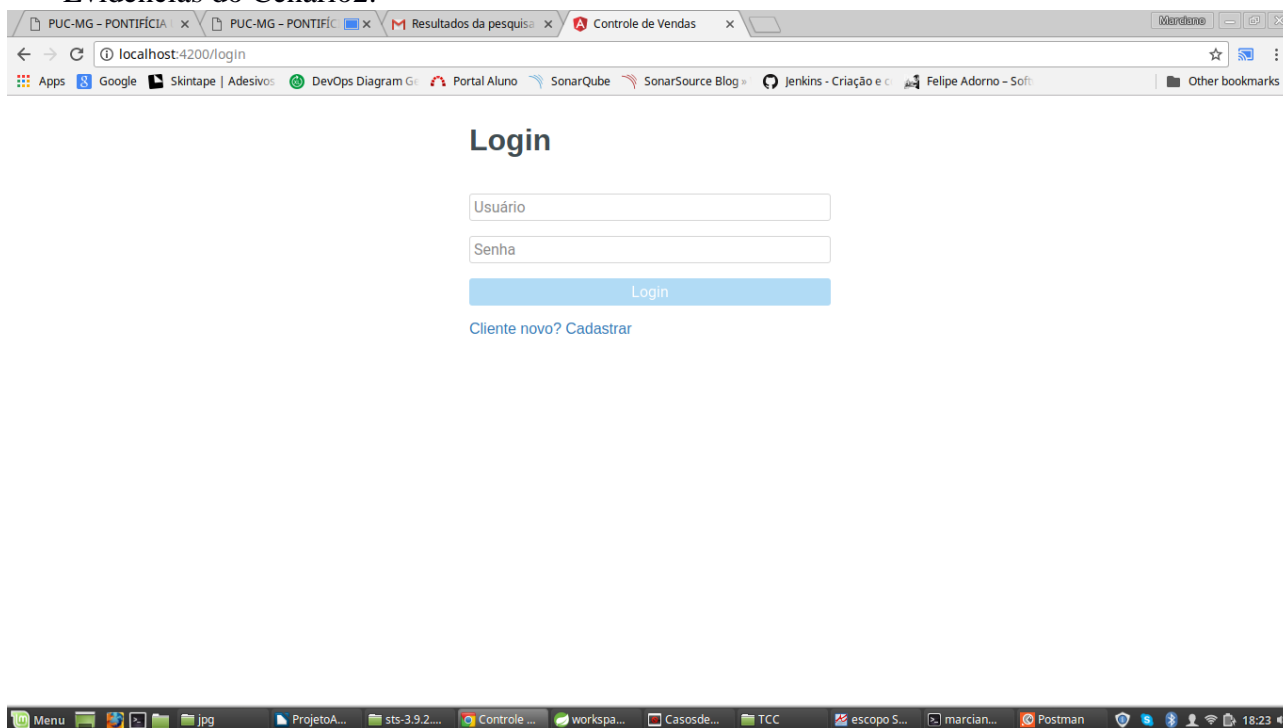 Evidências do Cenário2:
PUC-MG – PONTIFÍCIA PUC-MG – PONTIFÍC Resultados da pesquisa Controle de Vendas Marciano
localhost:4200/login
Apps Google Skintape | Adesivos DevOps Diagram Ge Portal Aluno SonarQube SonarSource Blog » Jenkins - Criação e c Felipe Adorno – Soft Other bookmarks
Login
Usuário
Senha
Login
Cliente novo? Cadastrar
Menu jpg ProjetoA... sts-3.9.2.... Controle ... workspa... Casosde... TCC escopo S... marcian... Postman 18:23